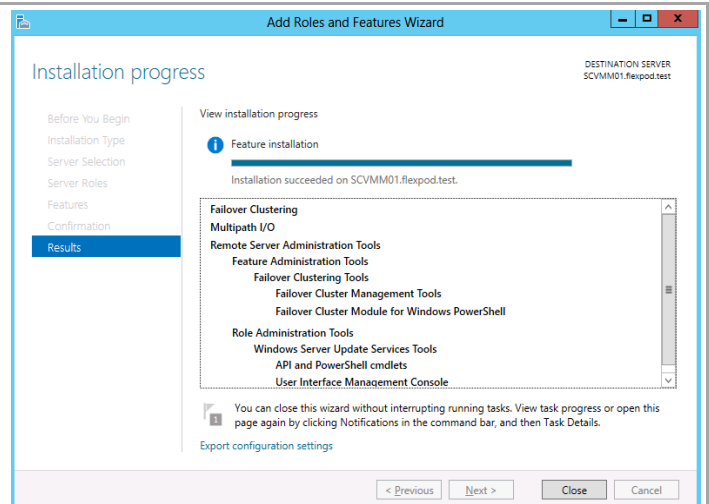 Add Roles and Features Wizard
Installation progress
DESTINATION SERVER
SCVMM01.flexpod.test
Before You Begin
Installation Type
Server Selection
Server Roles
Features
Confirmation
Results
View installation progress
Feature installation
Installation succeeded on SCVMM01.flexpod.test.
Failover Clustering
Multipath I/O
Remote Server Administration Tools
Feature Administration Tools
Failover Clustering Tools
Failover Cluster Management Tools
Failover Cluster Module for Windows PowerShell
Role Administration Tools
Windows Server Update Services Tools
API and PowerShell cmdlets
User Interface Management Console
1
You can close this wizard without interrupting running tasks. View task progress or open this
page again by clicking Notifications in the command bar, and then Task Details.
Export configuration settings
< Previous Next > Close Cancel